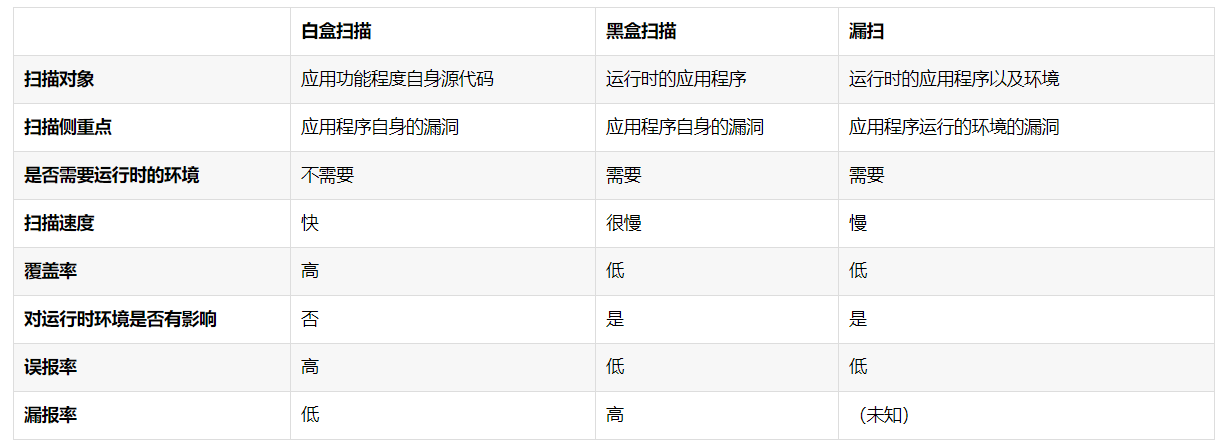 白盒扫描 黑盒扫描 漏扫
扫描对象 应用功能程度自身源代码 运行时的应用程序 运行时的应用程序以及环境
扫描侧重点 应用程序自身的漏洞 应用程序自身的漏洞 应用程序运行的环境的漏洞
是否需要运行时的环境 不需要 需要 需要
扫描速度 快 很慢 慢
覆盖率 高 低 低
对运行时环境是否有影响 否 是 是
误报率 高 低 低
漏报率 低 高 （未知）